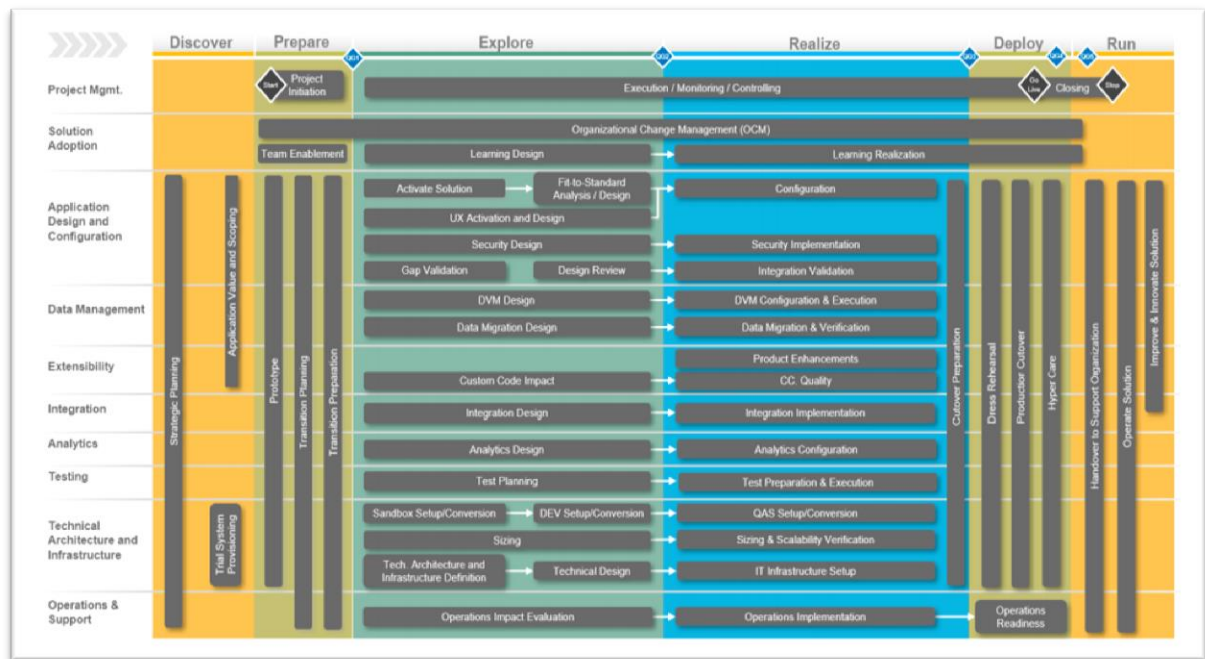 Discover
Prepare
Explore
Realize
Deploy
Run
QG1
QG2
QG3
QG4
QG5
Project Mgmt.
Start
Project
Initiation
Execution / Monitoring / Controlling
Go
Live
Closing
Stop
Solution
Adoption
Organizational Change Management (OCM)
Team Enablement
Learning Design
Learning Realization
Application
Design and
Configuration
Activate Solution
Fit-to-Standard
Analysis / Design
Configuration
UX Activation and Design
Security Design
Security Implementation
Gap Validation
Design Review
Integration Validation
Data Management
DVM Design
DVM Configuration & Execution
Data Migration Design
Data Migration & Verification
Extensibility
Product Enhancements
Custom Code Impact
CC. Quality
Integration
Integration Design
Integration Implementation
Analytics
Analytics Design
Analytics Configuration
Testing
Test Planning
Test Preparation & Execution
Technical
Architecture and
Infrastructure
Sandbox Setup/Conversion
DEV Setup/Conversion
QAS Setup/Conversion
Sizing
Sizing & Scalability Verification
Tech. Architecture and
Infrastructure Definition
Technical Design
IT Infrastructure Setup
Operations &
Support
Operations Impact Evaluation
Operations Implementation
Operations
Readiness
Strategic Planning
Application Value and Scoping
Trial System
Provisioning
Prototype
Transition Planning
Transition Preparation
Cutover Preparation
Dress Rehearsal
Production Cutover
Hyper Care
Handover to Support Organization
Operate Solution
Improve & Innovate Solution